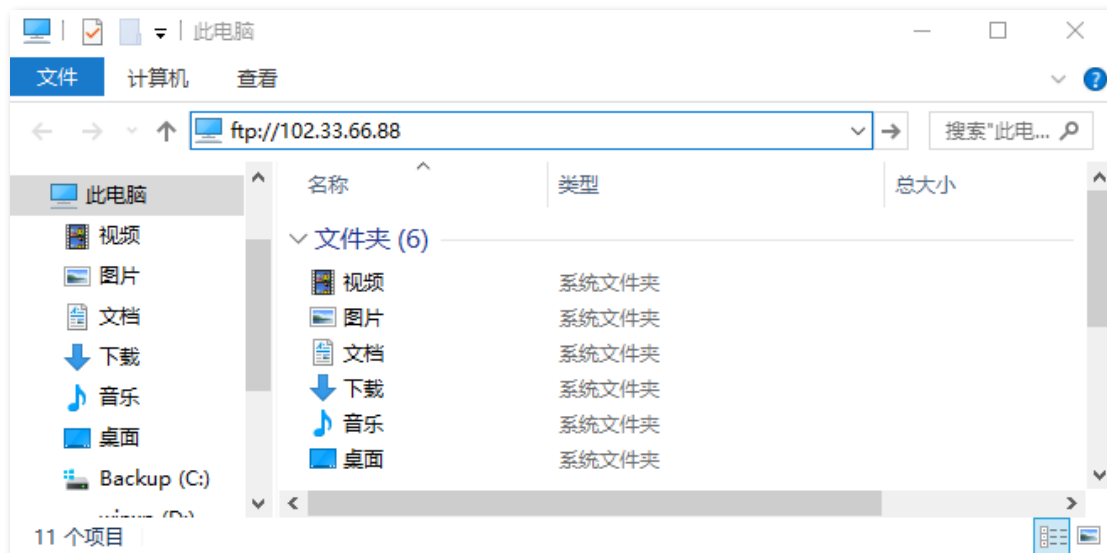 此电脑
文件 计算机 查看
ftp://102.33.66.88 搜索"此电...
此电脑
视频
图片
文档
下载
音乐
桌面
Backup (C:)
名称 类型 总大小
文件夹 (6)
视频 系统文件夹
图片 系统文件夹
文档 系统文件夹
下载 系统文件夹
音乐 系统文件夹
桌面 系统文件夹
11 个项目